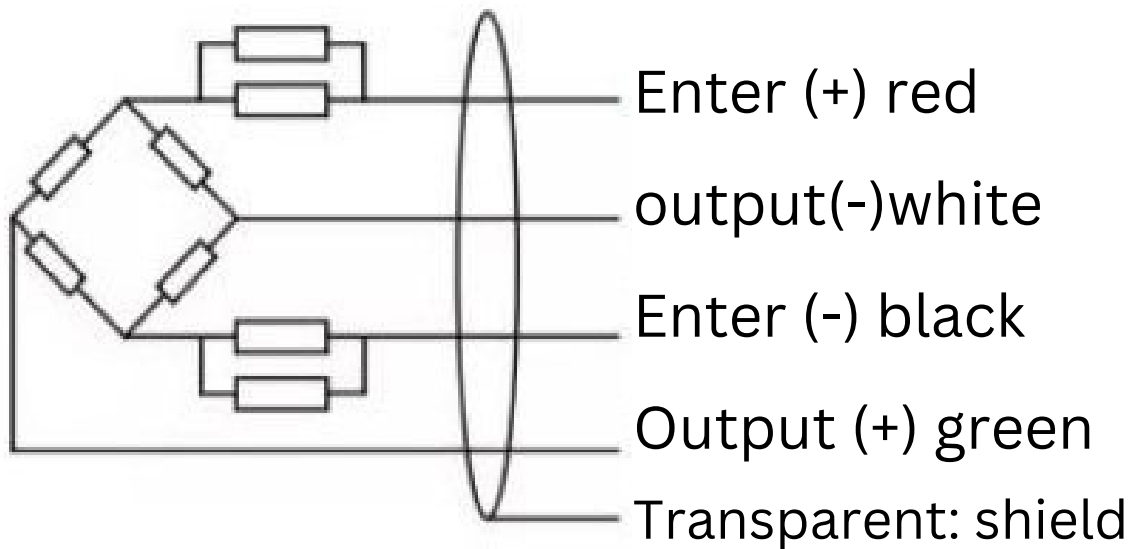 Enter (+) red
output(-)white
Enter (-) black
Output (+) green
Transparent: shield